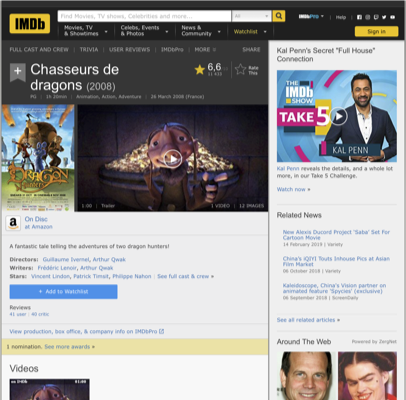 IMDb
Find Movies, TV shows, Celebrities and more...
All
Movies, TV
& Showtimes
Celebs, Events
& Photos
News &
Community
Watchlist
IMDbPro
Help
Sign in
FULL CAST AND CREW | TRIVIA | USER REVIEWS | IMDbPro | MORE
SHARE
+
Chasseurs de
dragons (2008)
6,6
Rate
This
PG | 1h 20min | Animation, Action, Adventure | 26 March 2008 (France)
DRAGON
HUNTERS
1:00 | Trailer
1 VIDEO | 12 IMAGES
a
On Disc
at Amazon
A fantastic tale telling the adventures of two dragon hunters!
Directors: Guillaume Ivernel, Arthur Qwak
Writers: Frédéric Lenoir, Arthur Qwak
Stars: Vincent Lindon, Patrick Timsit, Philippe Nahon | See full cast & crew »
+ Add to Watchlist
Reviews
41 user | 40 critic
View production, box office, & company info on IMDbPro
1 nomination. See more awards »
Videos
Kal Penn's Secret "Full House"
Connection
THE
IMDb
SHOW
TAKE 5
KAL PENN
Kal Penn reveals the details, and a whole lot
more, in our Take 5 Challenge.
Watch now »
Related News
New Alexis Ducord Project 'Saba' Set For
Cartoon Movie
14 February 2019 | Variety
China's iQIYI Touts Inhouse Pics at Asian
Film Market
06 October 2018 | Variety
Kaleidoscope, China's Vision partner on
animated feature 'Spycies' (exclusive)
06 September 2018 | ScreenDaily
See all related articles »
Around The Web
Powered by ZergNet